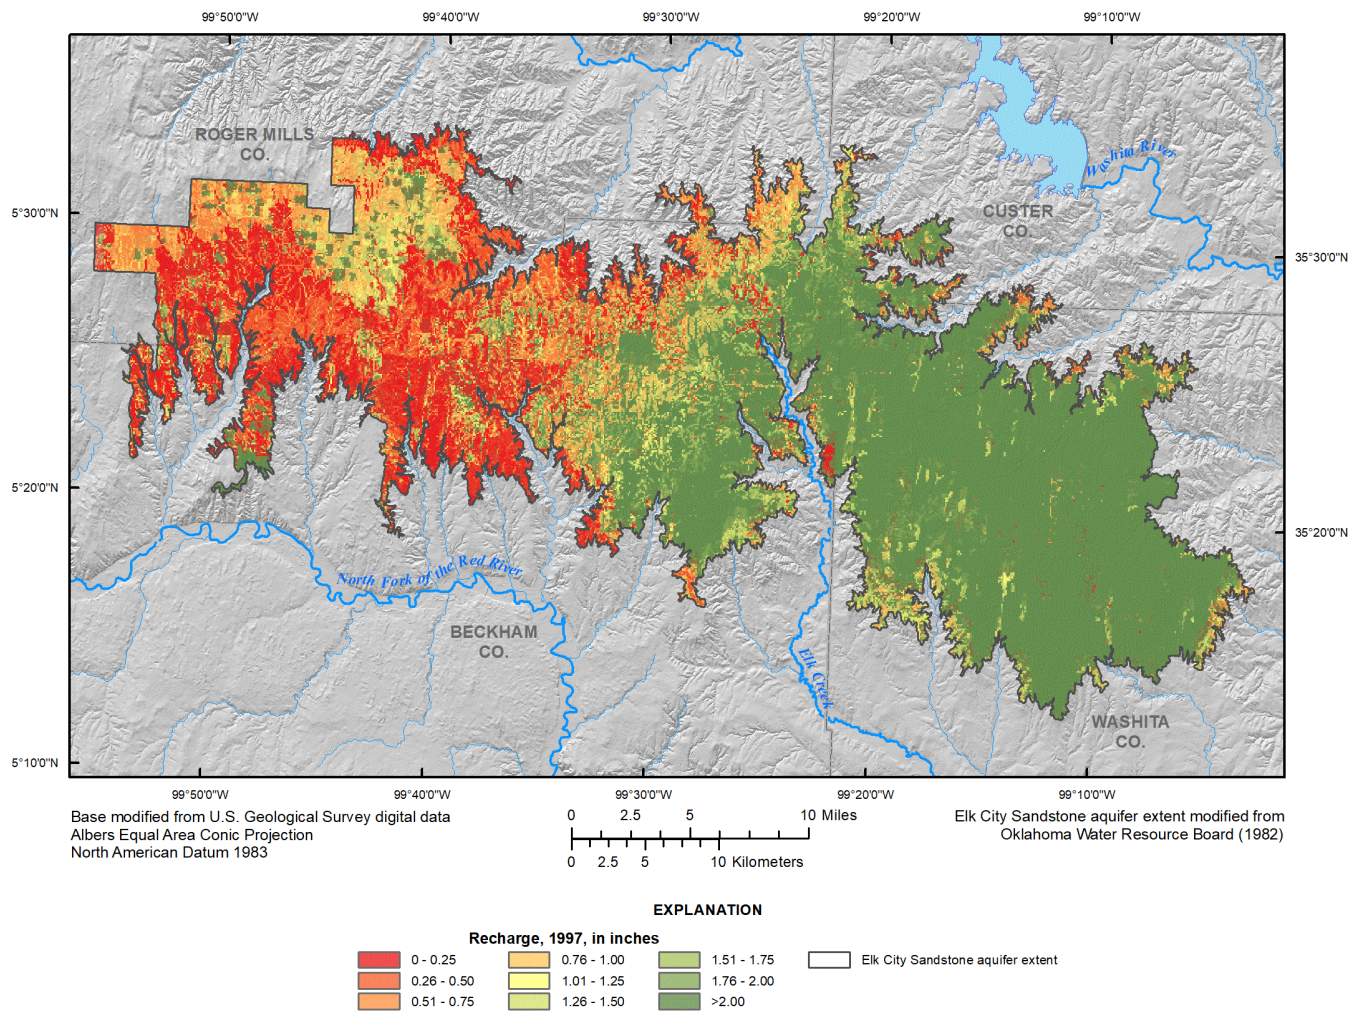 99°50'0"W 99°40'0"W 99°30'0"W 99°20'0"W 99°10'0"W
ROGER MILLS
CO.
Washita River
5°30'0"N
CUSTER
CO.
35°30'0"N
5°20'0"N
35°20'0"N
North Fork of the Red River
BECKHAM
CO.
Elk Creek
WASHITA
CO.
5°10'0"N
99°50'0"W 99°40'0"W 99°30'0"W 99°20'0"W 99°10'0"W
Base modified from U.S. Geological Survey digital data
Albers Equal Area Conic Projection
North American Datum 1983
0 2.5 5 10 Miles
0 2.5 5 10 Kilometers
Elk City Sandstone aquifer extent modified from
Oklahoma Water Resource Board (1982)
EXPLANATION
Recharge, 1997, in inches
0 - 0.25 0.76 - 1.00 1.51 - 1.75 Elk City Sandstone aquifer extent
0.26 - 0.50 1.01 - 1.25 1.76 - 2.00
0.51 - 0.75 1.26 - 1.50 >2.00